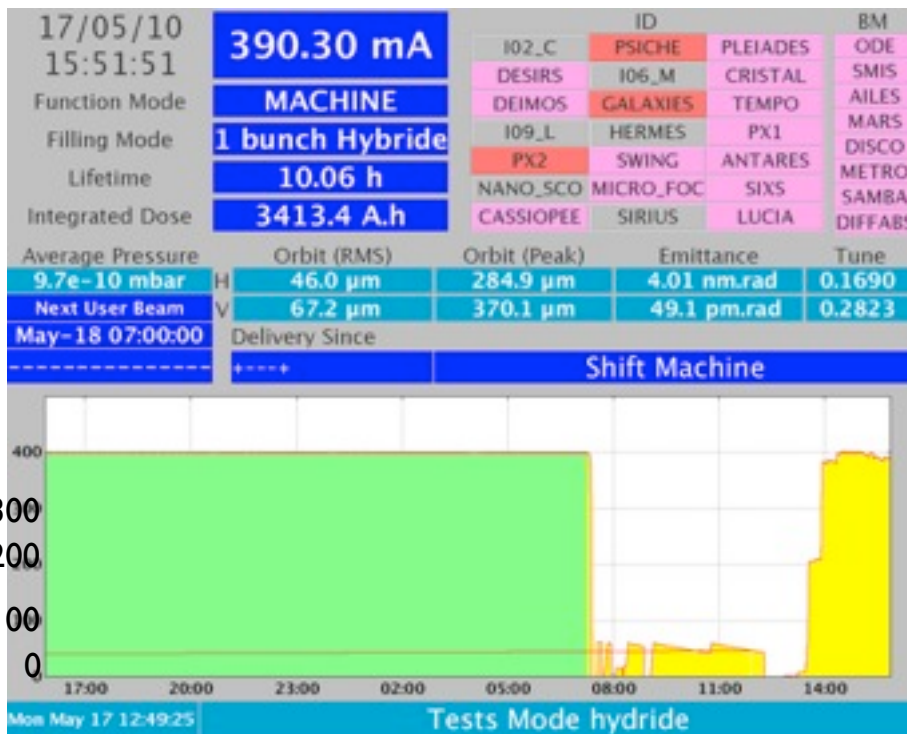 17/05/10
15:51:51
390.30 mA
Function Mode MACHINE
Filling Mode 1 bunch Hybride
Lifetime 10.06 h
Integrated Dose 3413.4 A.h
ID BM
I02_C PSICHE PLEIADES ODE
DESIRS I06_M CRISTAL SMIS
DEIMOS GALAXIES TEMPO AILES
I09_L HERMES PX1 MARS
PX2 SWING ANTARES DISCO
NANO_SCO MICRO_FOC SIXS METRO
CASSIOPEE SIRIUS LUCIA SAMBA
DIFFABS
Average Pressure Orbit (RMS) Orbit (Peak) Emittance Tune
9.7e-10 mbar H 46.0 µm 284.9 µm 4.01 nm.rad 0.1690
Next User Beam V 67.2 µm 370.1 µm 49.1 pm.rad 0.2823
May-18 07:00:00 Delivery Since
--------------- +---+ Shift Machine
400
300
200
00
0
17:00 20:00 23:00 02:00 05:00 08:00 11:00 14:00
Mon May 17 12:49:25 Tests Mode hydride